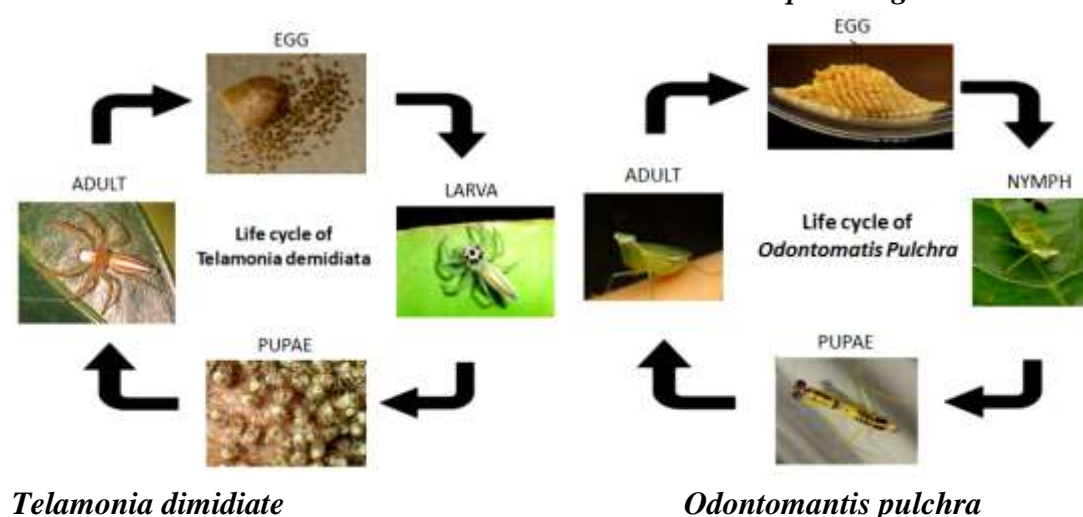 EGG
ADULT
LARVA
Life cycle of
Telamonia demidiata
PUPAE
EGG
ADULT
NYMPH
Life cycle of
Odontomatis Pulchra
PUPAE
Telamonia dimidiate
Odontomantis pulchra